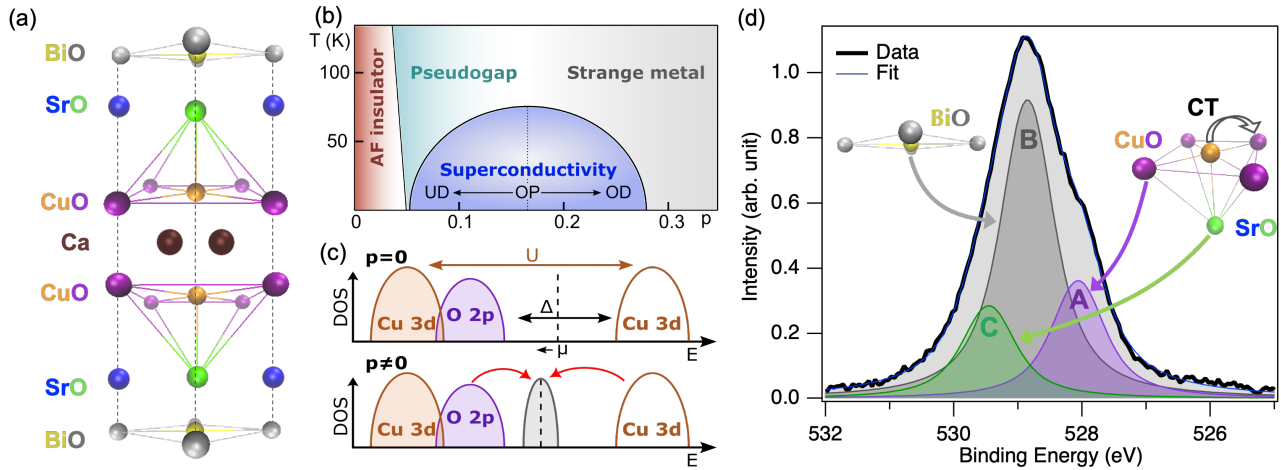 (a)
BiO
SrO
CuO
Ca
CuO
SrO
BiO
(b)
T (K)
100
50
AF insulator
Pseudogap
Strange metal
Superconductivity
UD
OP
OD
0.1
0.2
0.3
p
(c)
p=0
U
DOS
Cu 3d
O 2p
Δ
Cu 3d
μ
E
p≠0
DOS
Cu 3d
O 2p
Cu 3d
E
(d)
Data
Fit
BiO
CT
CuO
SrO
B
A
C
Intensity (arb. unit)
1.0
0.8
0.6
0.4
0.2
0.0
532
530
528
526
Binding Energy (eV)